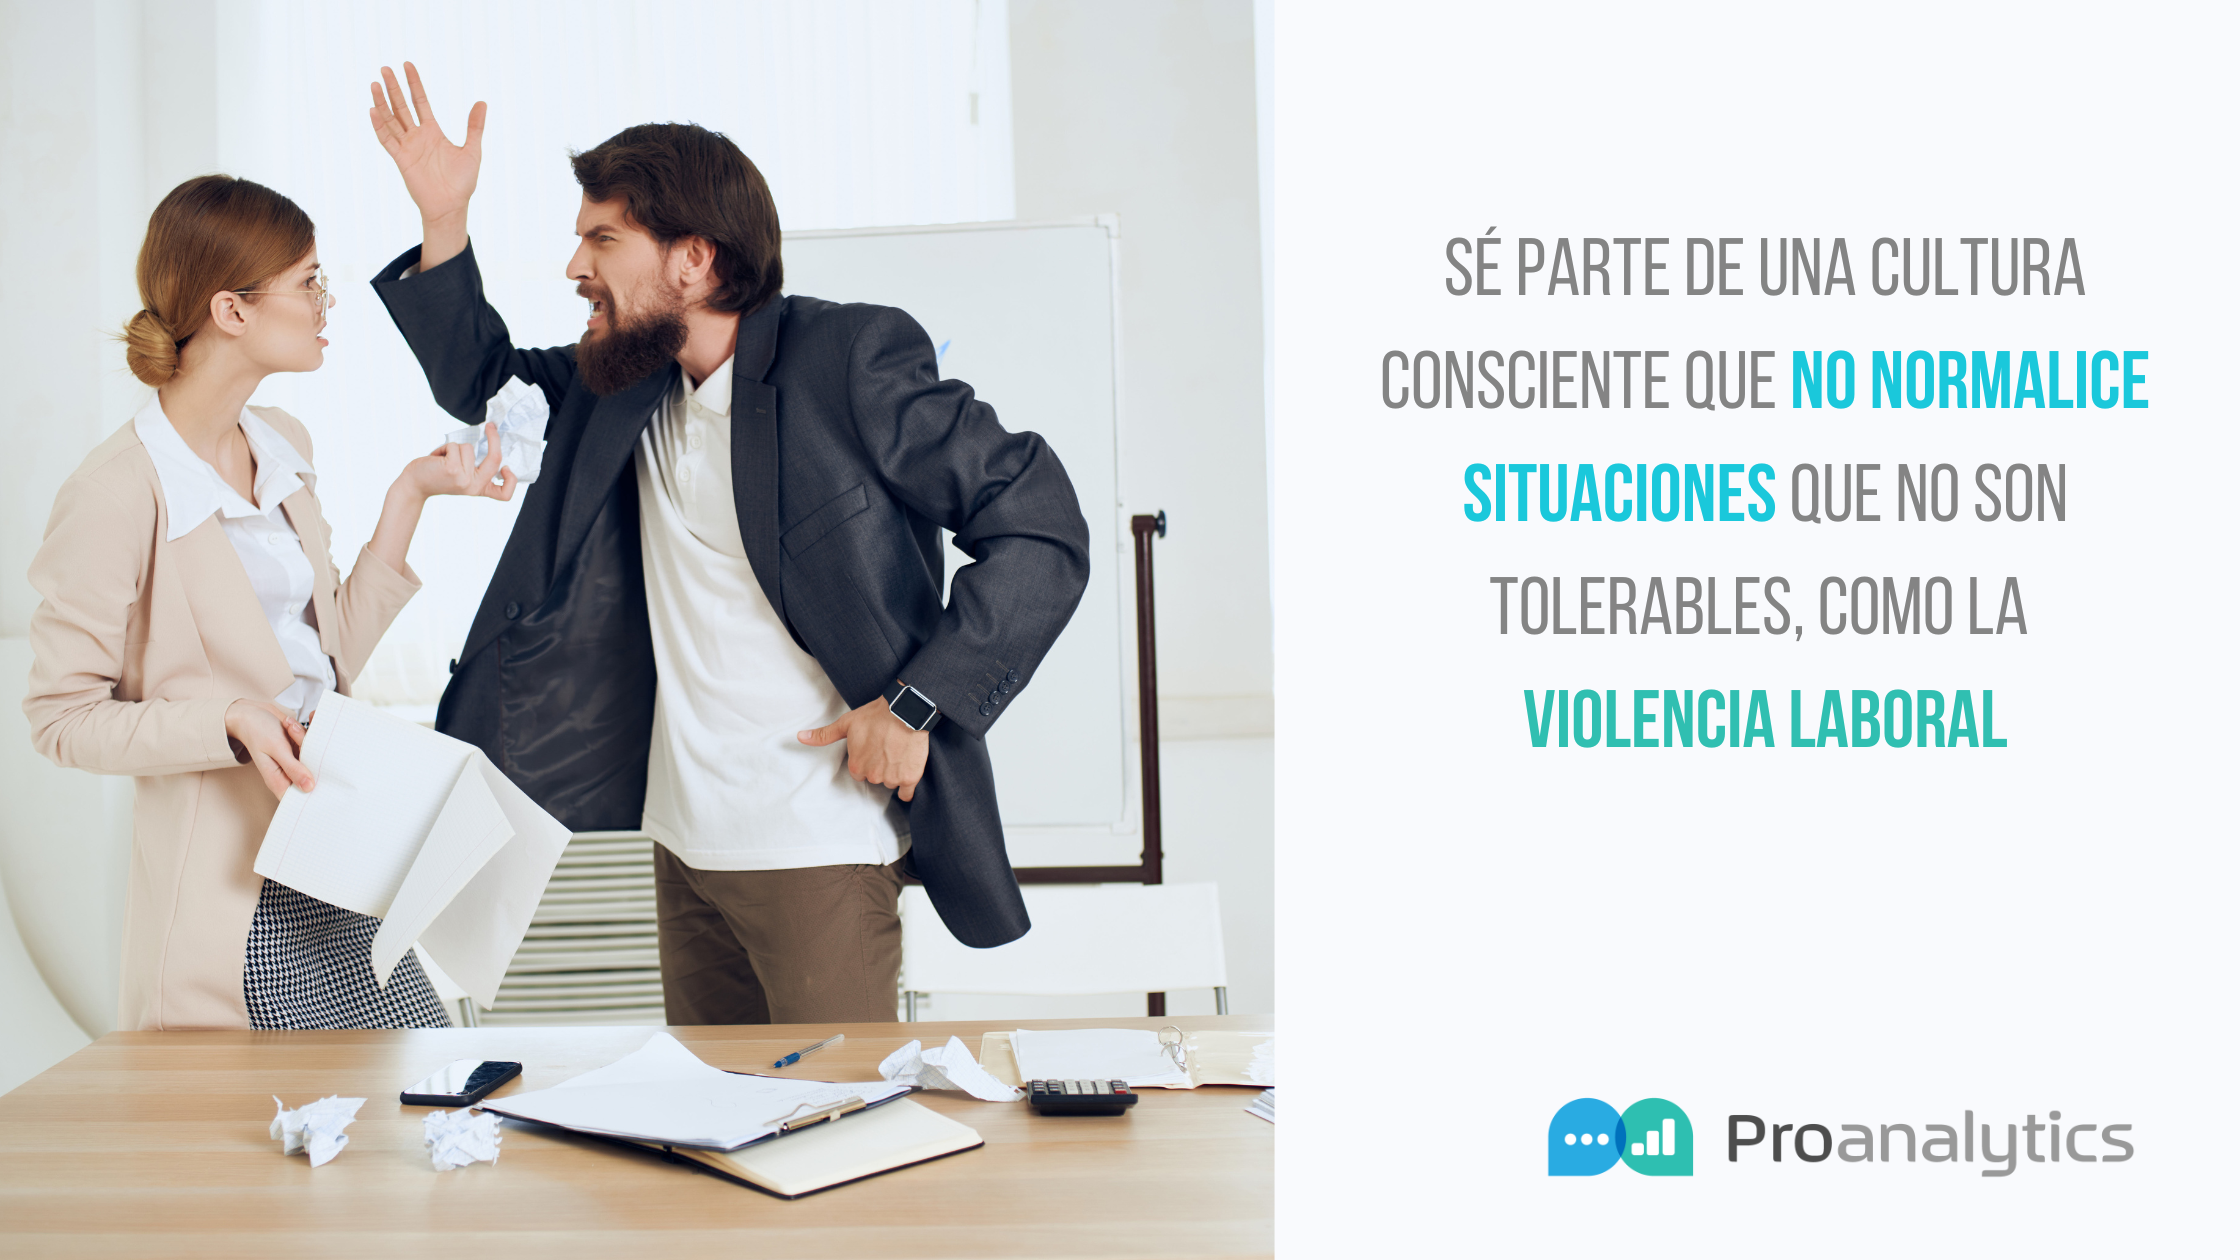 SÉ PARTE DE UNA CULTURA
CONSCIENTE QUE NO NORMALICE
SITUACIONES QUE NO SON
TOLERABLES, COMO LA
VIOLENCIA LABORAL
Proanalytics